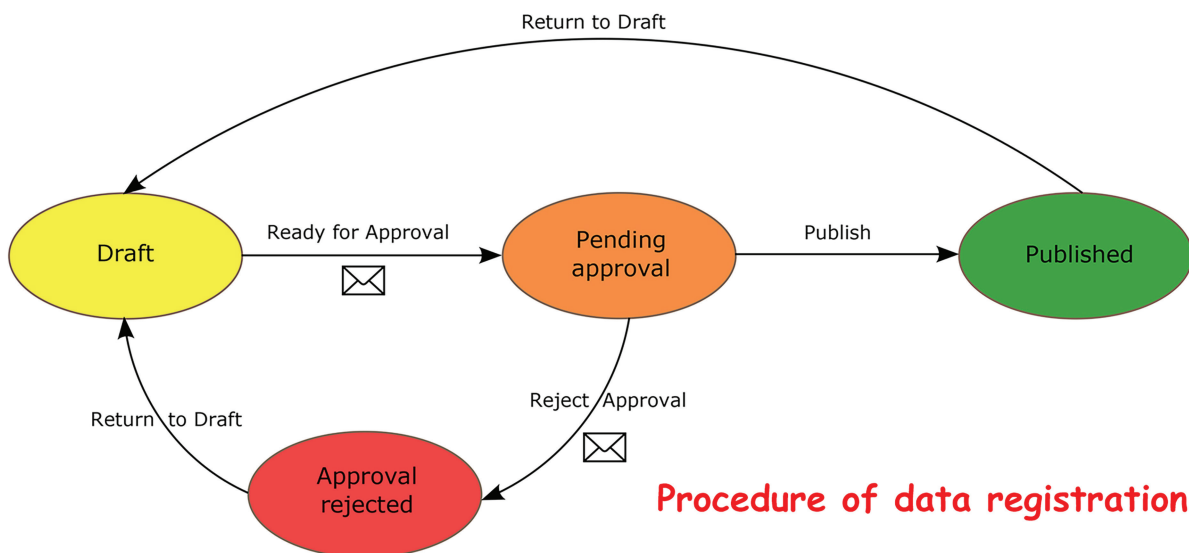 Return to Draft
Ready for Approval
Draft
Pending
approval
Publish
Published
Reject Approval
Return to Draft
Approval
rejected
Procedure of data registration